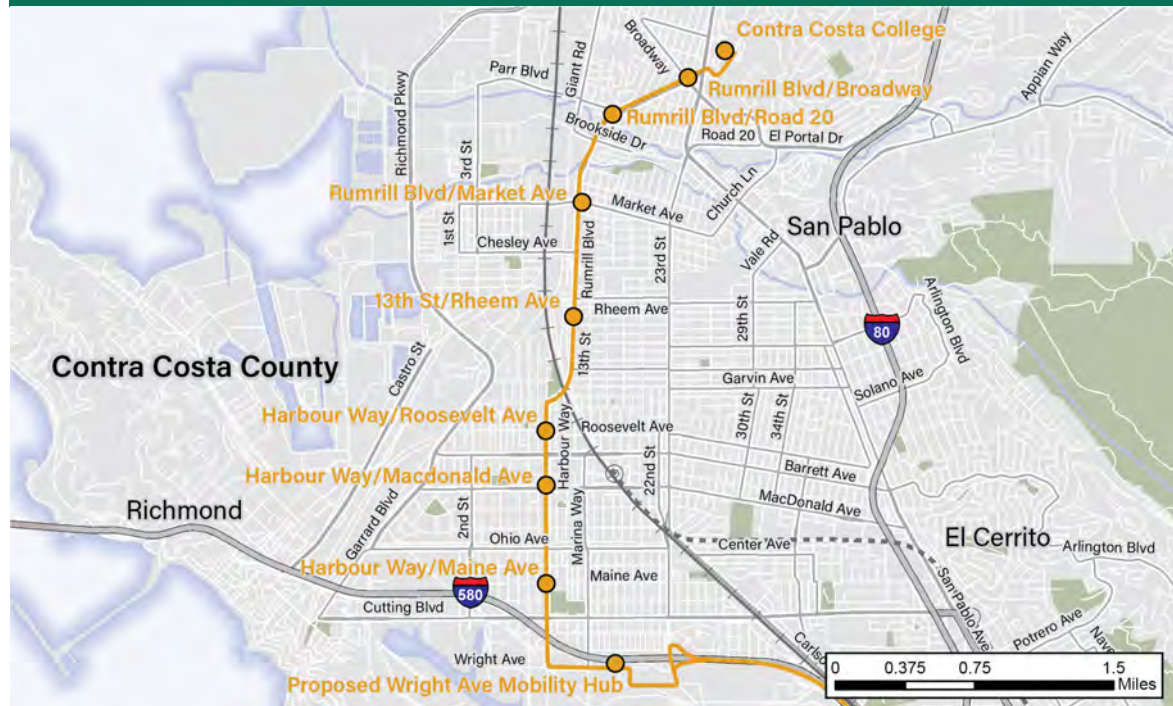 Contra Costa College
Broadway
Giant Rd
Parr Blvd
Richmond Pkwy
Appian Way
Rumrill Blvd/Broadway
Rumrill Blvd/Road 20
Brookside Dr
Road 20
El Portal Dr
3rd St
Church Ln
Rumrill Blvd/Market Ave
Market Ave
1st St
Chesley Ave
Rumrill Blvd
23rd St
Vale Rd
San Pablo
13th St/Rheem Ave
Rheem Ave
29th St
Arlington Blvd
80
Contra Costa County
Castro St
13th St
Garvin Ave
Solano Ave
Harbour Way/Roosevelt Ave
Harbour Way
Roosevelt Ave
30th St
34th St
Harbour Way/Macdonald Ave
22nd St
Barrett Ave
MacDonald Ave
Richmond
Garrard Blvd
2nd St
Marina Way
Ohio Ave
Center Ave
El Cerrito
Arlington Blvd
Harbour Way/Maine Ave
Maine Ave
580
Cutting Blvd
San Pablo Ave
Potrero Ave
Wright Ave
Proposed Wright Ave Mobility Hub
0 0.375 0.75 1.5
Miles